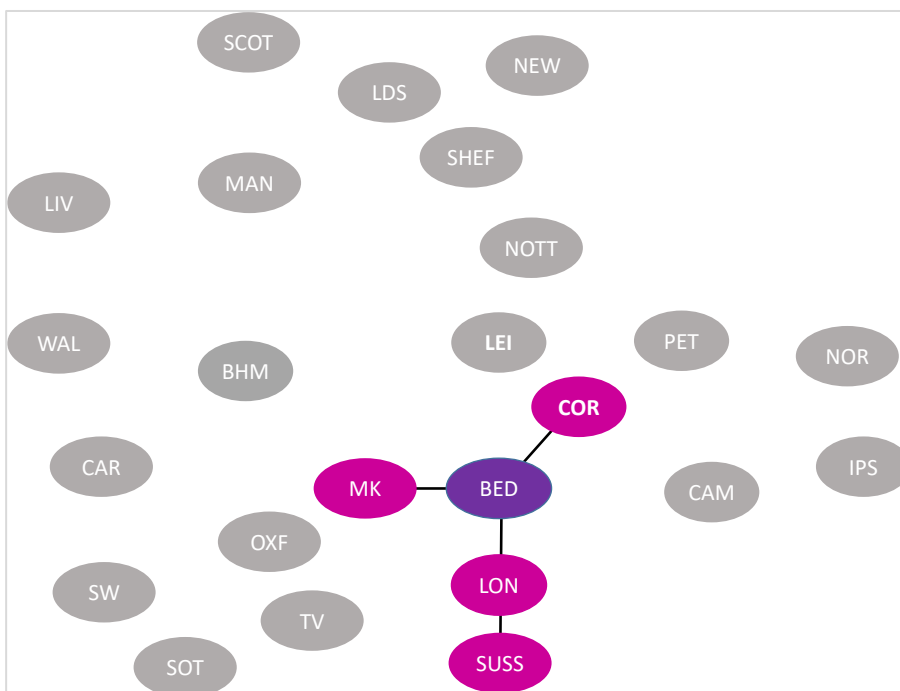 SCOT
NEW
LDS
SHEF
MAN
LIV
NOTT
WAL
LEI
PET
NOR
BHM
COR
CAR
MK
BED
CAM
IPS
OXF
SW
LON
TV
SOT
SUSS